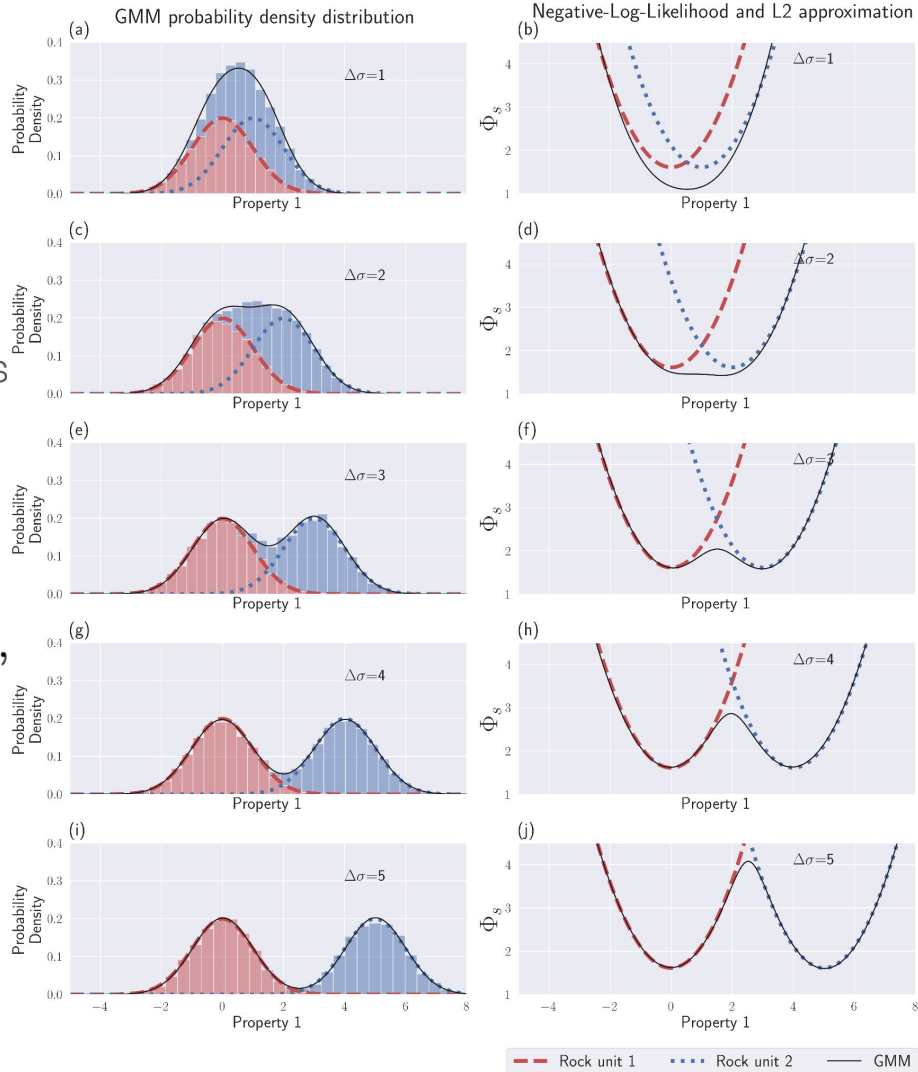 GMM probability density distribution
Negative-Log-Likelihood and L2 approximation
(a)
0.4
0.3
0.2
0.1
0.0
Probability
Density
Δσ=1
Property 1
(b)
4
3
2
1
Φs
Δσ=1
Property 1
(c)
0.4
0.3
0.2
0.1
0.0
Probability
Density
Δσ=2
Property 1
(d)
4
3
2
1
Φs
Δσ=2
Property 1
s
(e)
0.4
0.3
0.2
0.1
0.0
Probability
Density
Δσ=3
Property 1
(f)
4
3
2
1
Φs
Δσ=3
Property 1
,
(g)
0.4
0.3
0.2
0.1
0.0
Probability
Density
Δσ=4
Property 1
(h)
4
3
2
1
Φs
Δσ=4
Property 1
(i)
0.4
0.3
0.2
0.1
0.0
Probability
Density
Δσ=5
−4 −2 0 2 4 6 8
Property 1
(j)
4
3
2
1
Φs
Δσ=5
−4 −2 0 2 4 6 8
Property 1
Rock unit 1 Rock unit 2 GMM